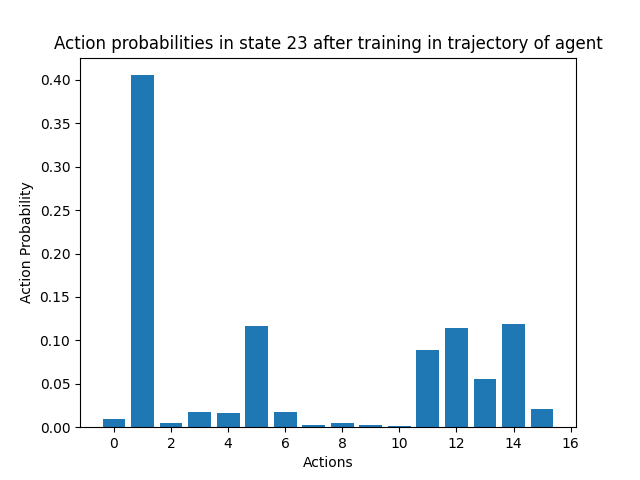 Action probabilities in state 23 after training in trajectory of agent
0.40
0.35
0.30
0.25
0.20
0.15
0.10
0.05
0.00
Action Probability
0 2 4 6 8 10 12 14 16
Actions